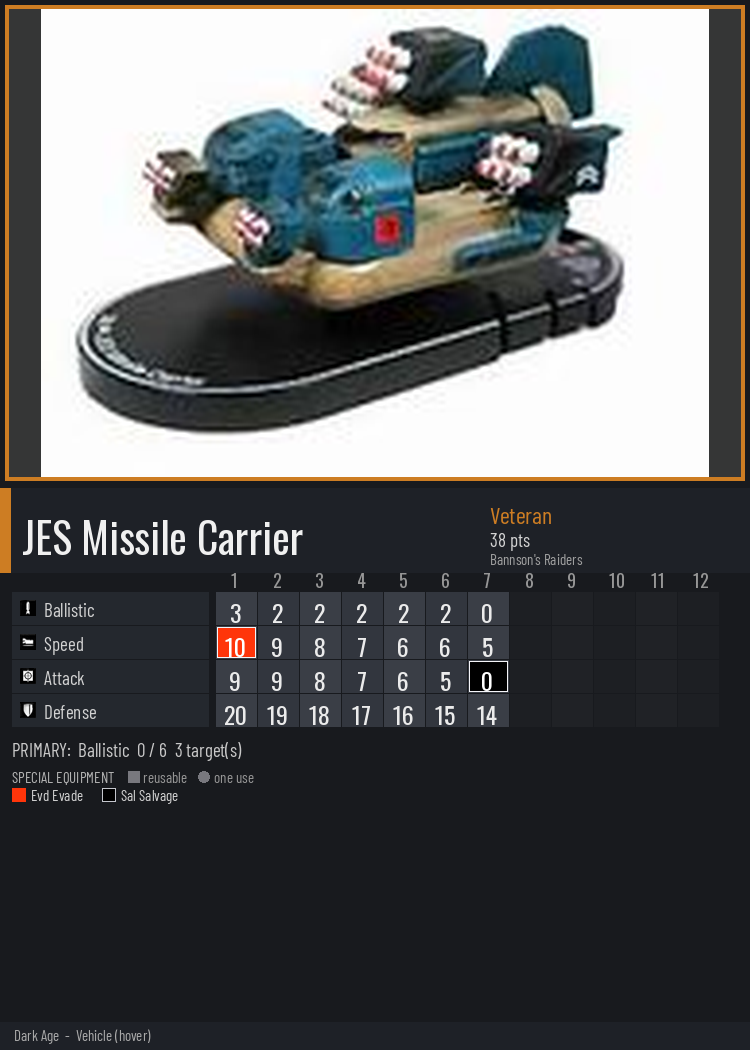 JES Missile Carrier
Veteran
38 pts
Bannson's Raiders
1 2 3 4 5 6 7 8 9 10 11 12
Ballistic 3 2 2 2 2 2 0
Speed 10 9 8 7 6 6 5
Attack 9 9 8 7 6 5 0
Defense 20 19 18 17 16 15 14
PRIMARY: Ballistic 0 / 6 3 target(s)
SPECIAL EQUIPMENT reusable one use
Evd Evade Sal Salvage
Dark Age - Vehicle (hover)